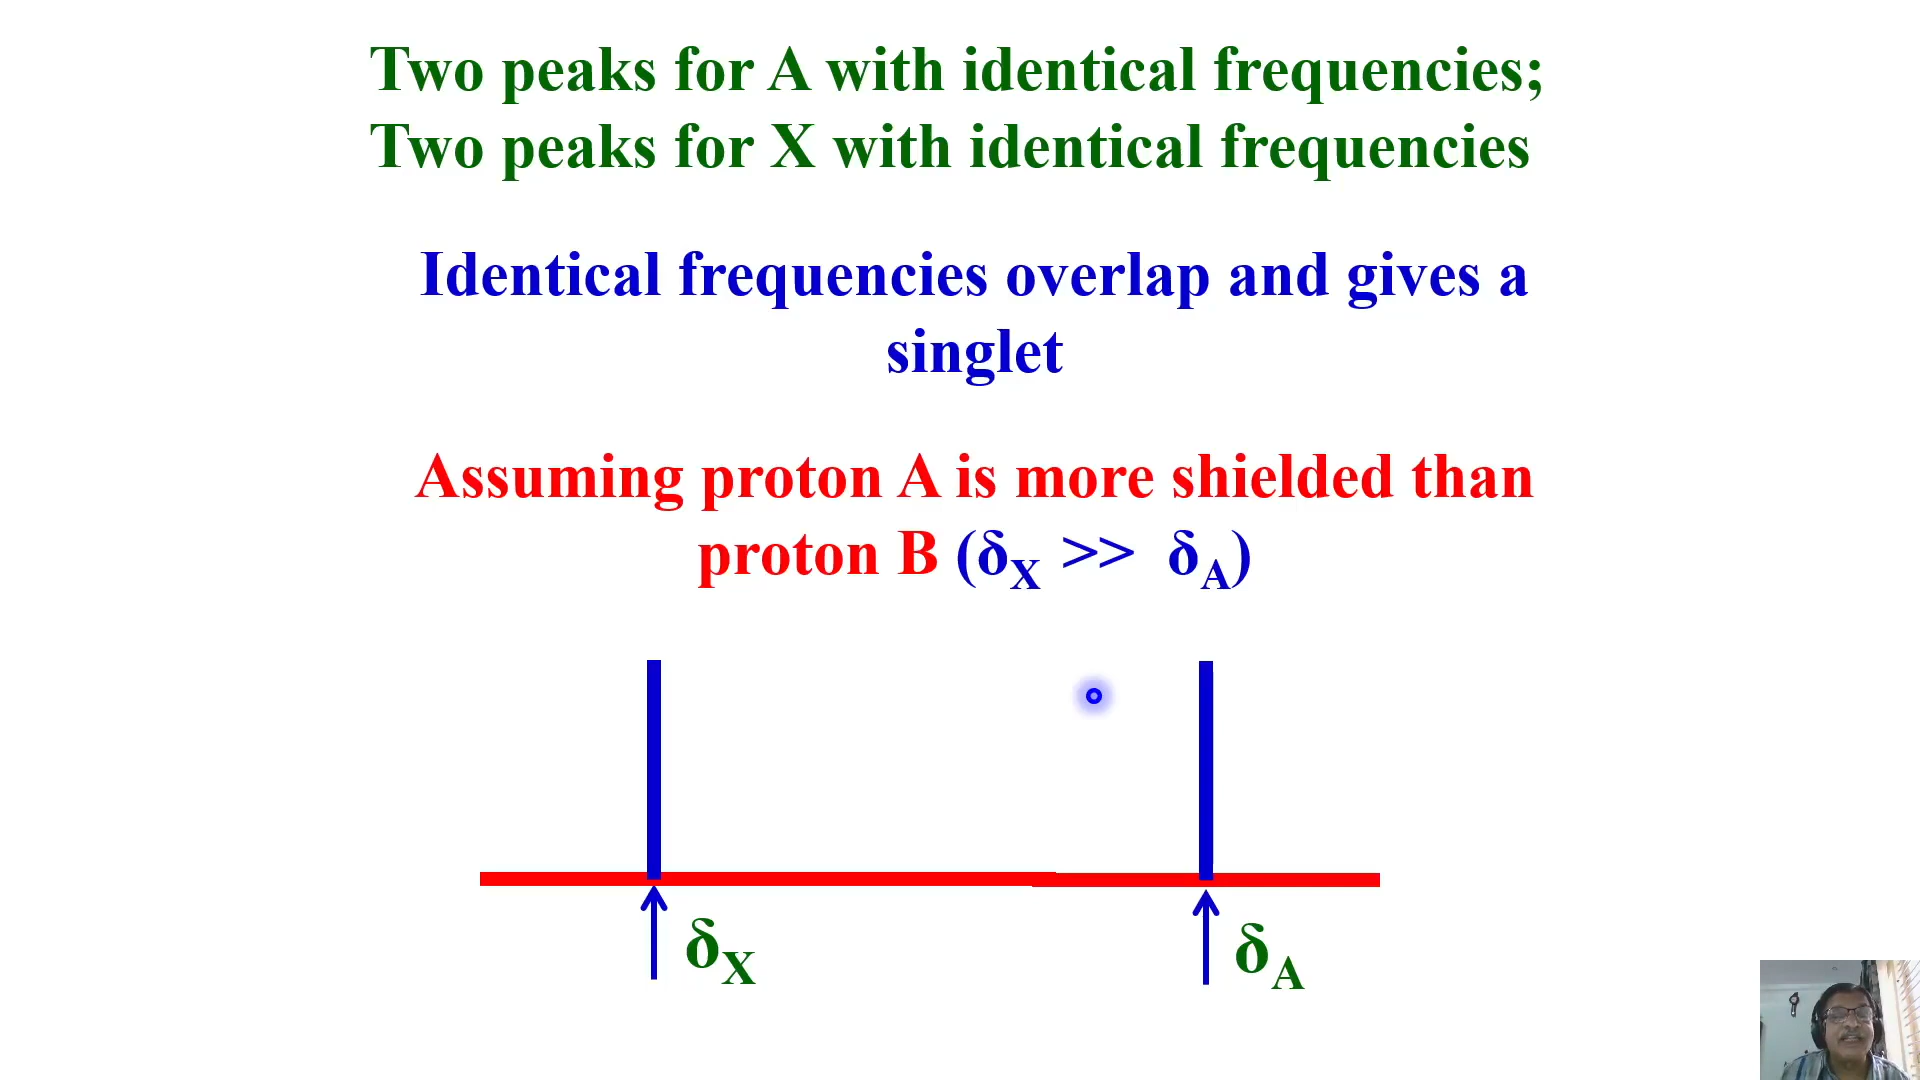 Two peaks for A with identical frequencies;
Two peaks for X with identical frequencies
Identical frequencies overlap and gives a
singlet
Assuming proton A is more shielded than
proton B (δX >> δA)
δX
δA